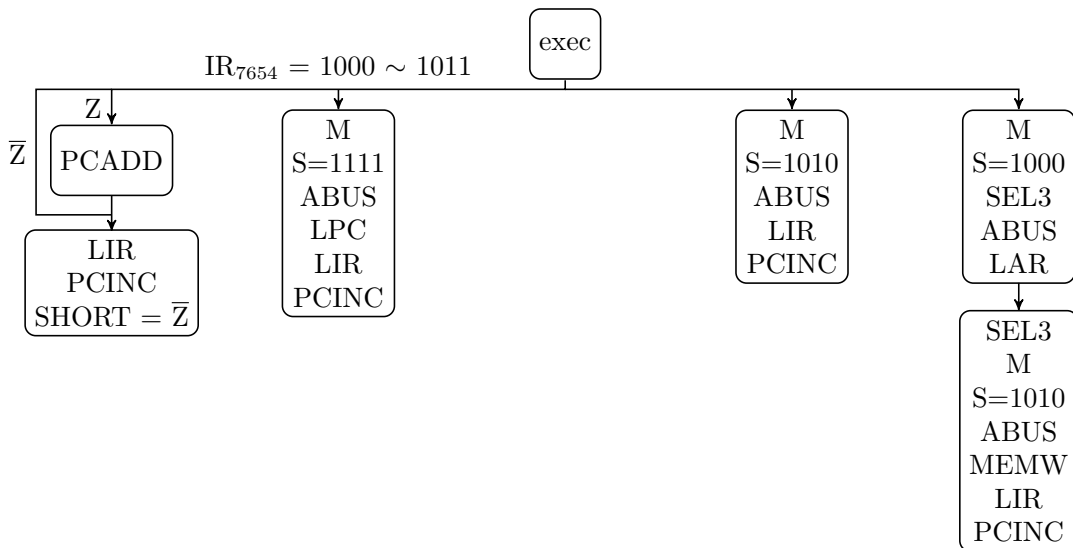 exec
IR₇₆₅₄ = 1000 ∼ 1011
Z
Z̅
PCADD
LIR
PCINC
SHORT = Z̅
M
S=1111
ABUS
LPC
LIR
PCINC
M
S=1010
ABUS
LIR
PCINC
M
S=1000
SEL3
ABUS
LAR
SEL3
M
S=1010
ABUS
MEMW
LIR
PCINC